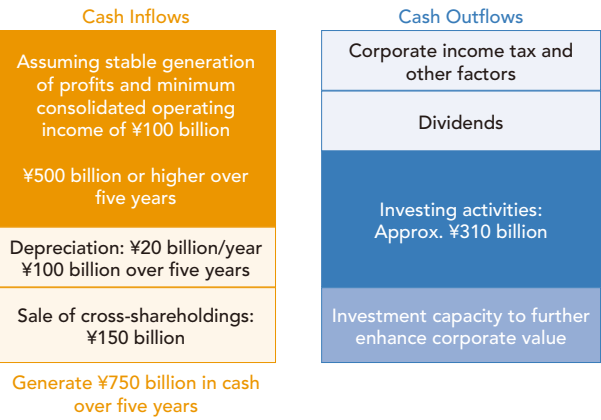 Cash Inflows
Assuming stable generation
of profits and minimum
consolidated operating
income of ¥100 billion
¥500 billion or higher over
five years
Depreciation: ¥20 billion/year
¥100 billion over five years
Sale of cross-shareholdings:
¥150 billion
Generate ¥750 billion in cash
over five years
Cash Outflows
Corporate income tax and
other factors
Dividends
Investing activities:
Approx. ¥310 billion
Investment capacity to further
enhance corporate value